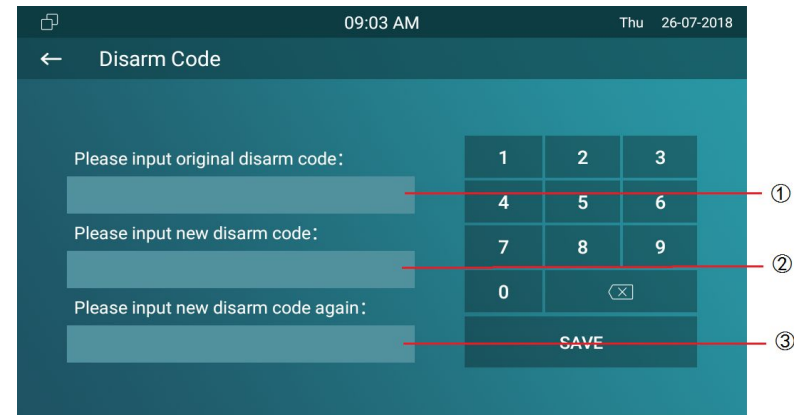 09:03 AM Thu 26-07-2018
← Disarm Code
Please input original disarm code:
Please input new disarm code:
Please input new disarm code again:
1 2 3
4 5 6
7 8 9
0
SAVE
①
②
③